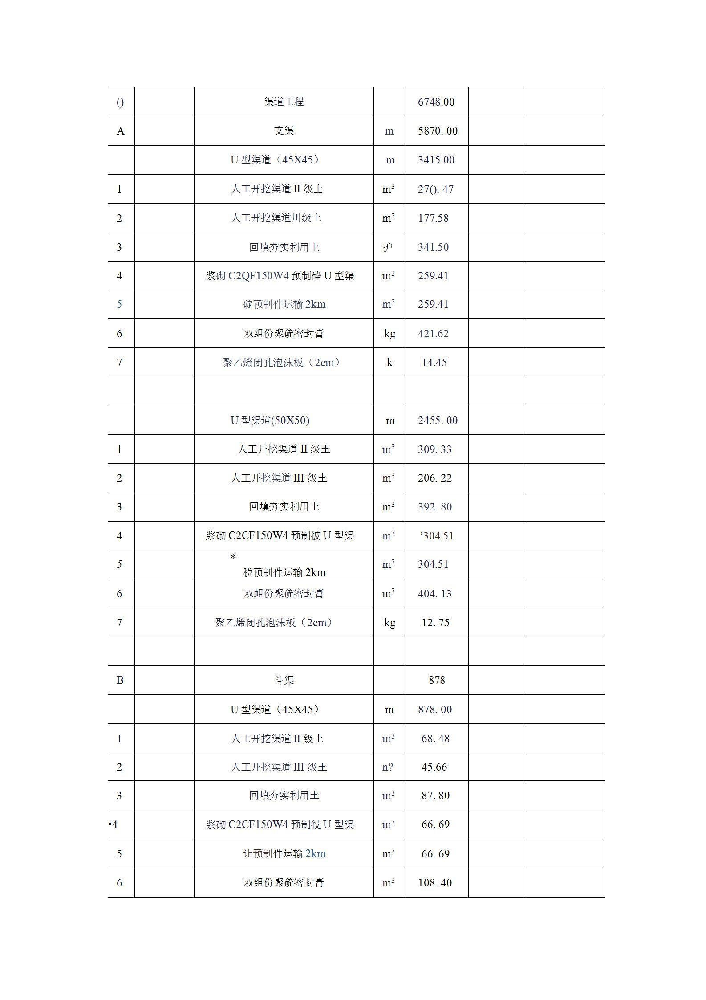 () 渠道工程 6748.00
A 支渠 m 5870. 00
U 型渠道（45X45） m 3415.00
1 人工开挖渠道 II 级上 m³ 27(). 47
2 人工开挖渠道川级土 m³ 177.58
3 回填夯实利用上 护 341.50
4 浆砌 C2QF150W4 预制砕 U 型渠 m³ 259.41
5 碇预制件运输 2km m³ 259.41
6 双组份聚硫密封膏 kg 421.62
7 聚乙燈闭孔泡沫板（2cm） k 14.45
U 型渠道(50X50) m 2455. 00
1 人工开挖渠道 II 级土 m³ 309. 33
2 人工开挖渠道 III 级土 m³ 206. 22
3 回填夯实利用土 m³ 392. 80
4 浆砌 C2CF150W4 预制彼 U 型渠 m³ ‘304.51
*
5 税预制件运输 2km m³ 304.51
6 双蛆份聚硫密封膏 m³ 404. 13
7 聚乙烯闭孔泡沫板（2cm） kg 12. 75
B 斗渠 878
U 型渠道（45X45） m 878. 00
1 人工开挖渠道 II 级土 m³ 68. 48
2 人工开挖渠道 III 级土 n? 45.66
3 冋填夯实利用土 m³ 87. 80
•4 浆砌 C2CF150W4 预制役 U 型渠 m³ 66. 69
5 让预制件运输 2km m³ 66. 69
6 双组份聚硫密封膏 m³ 108. 40